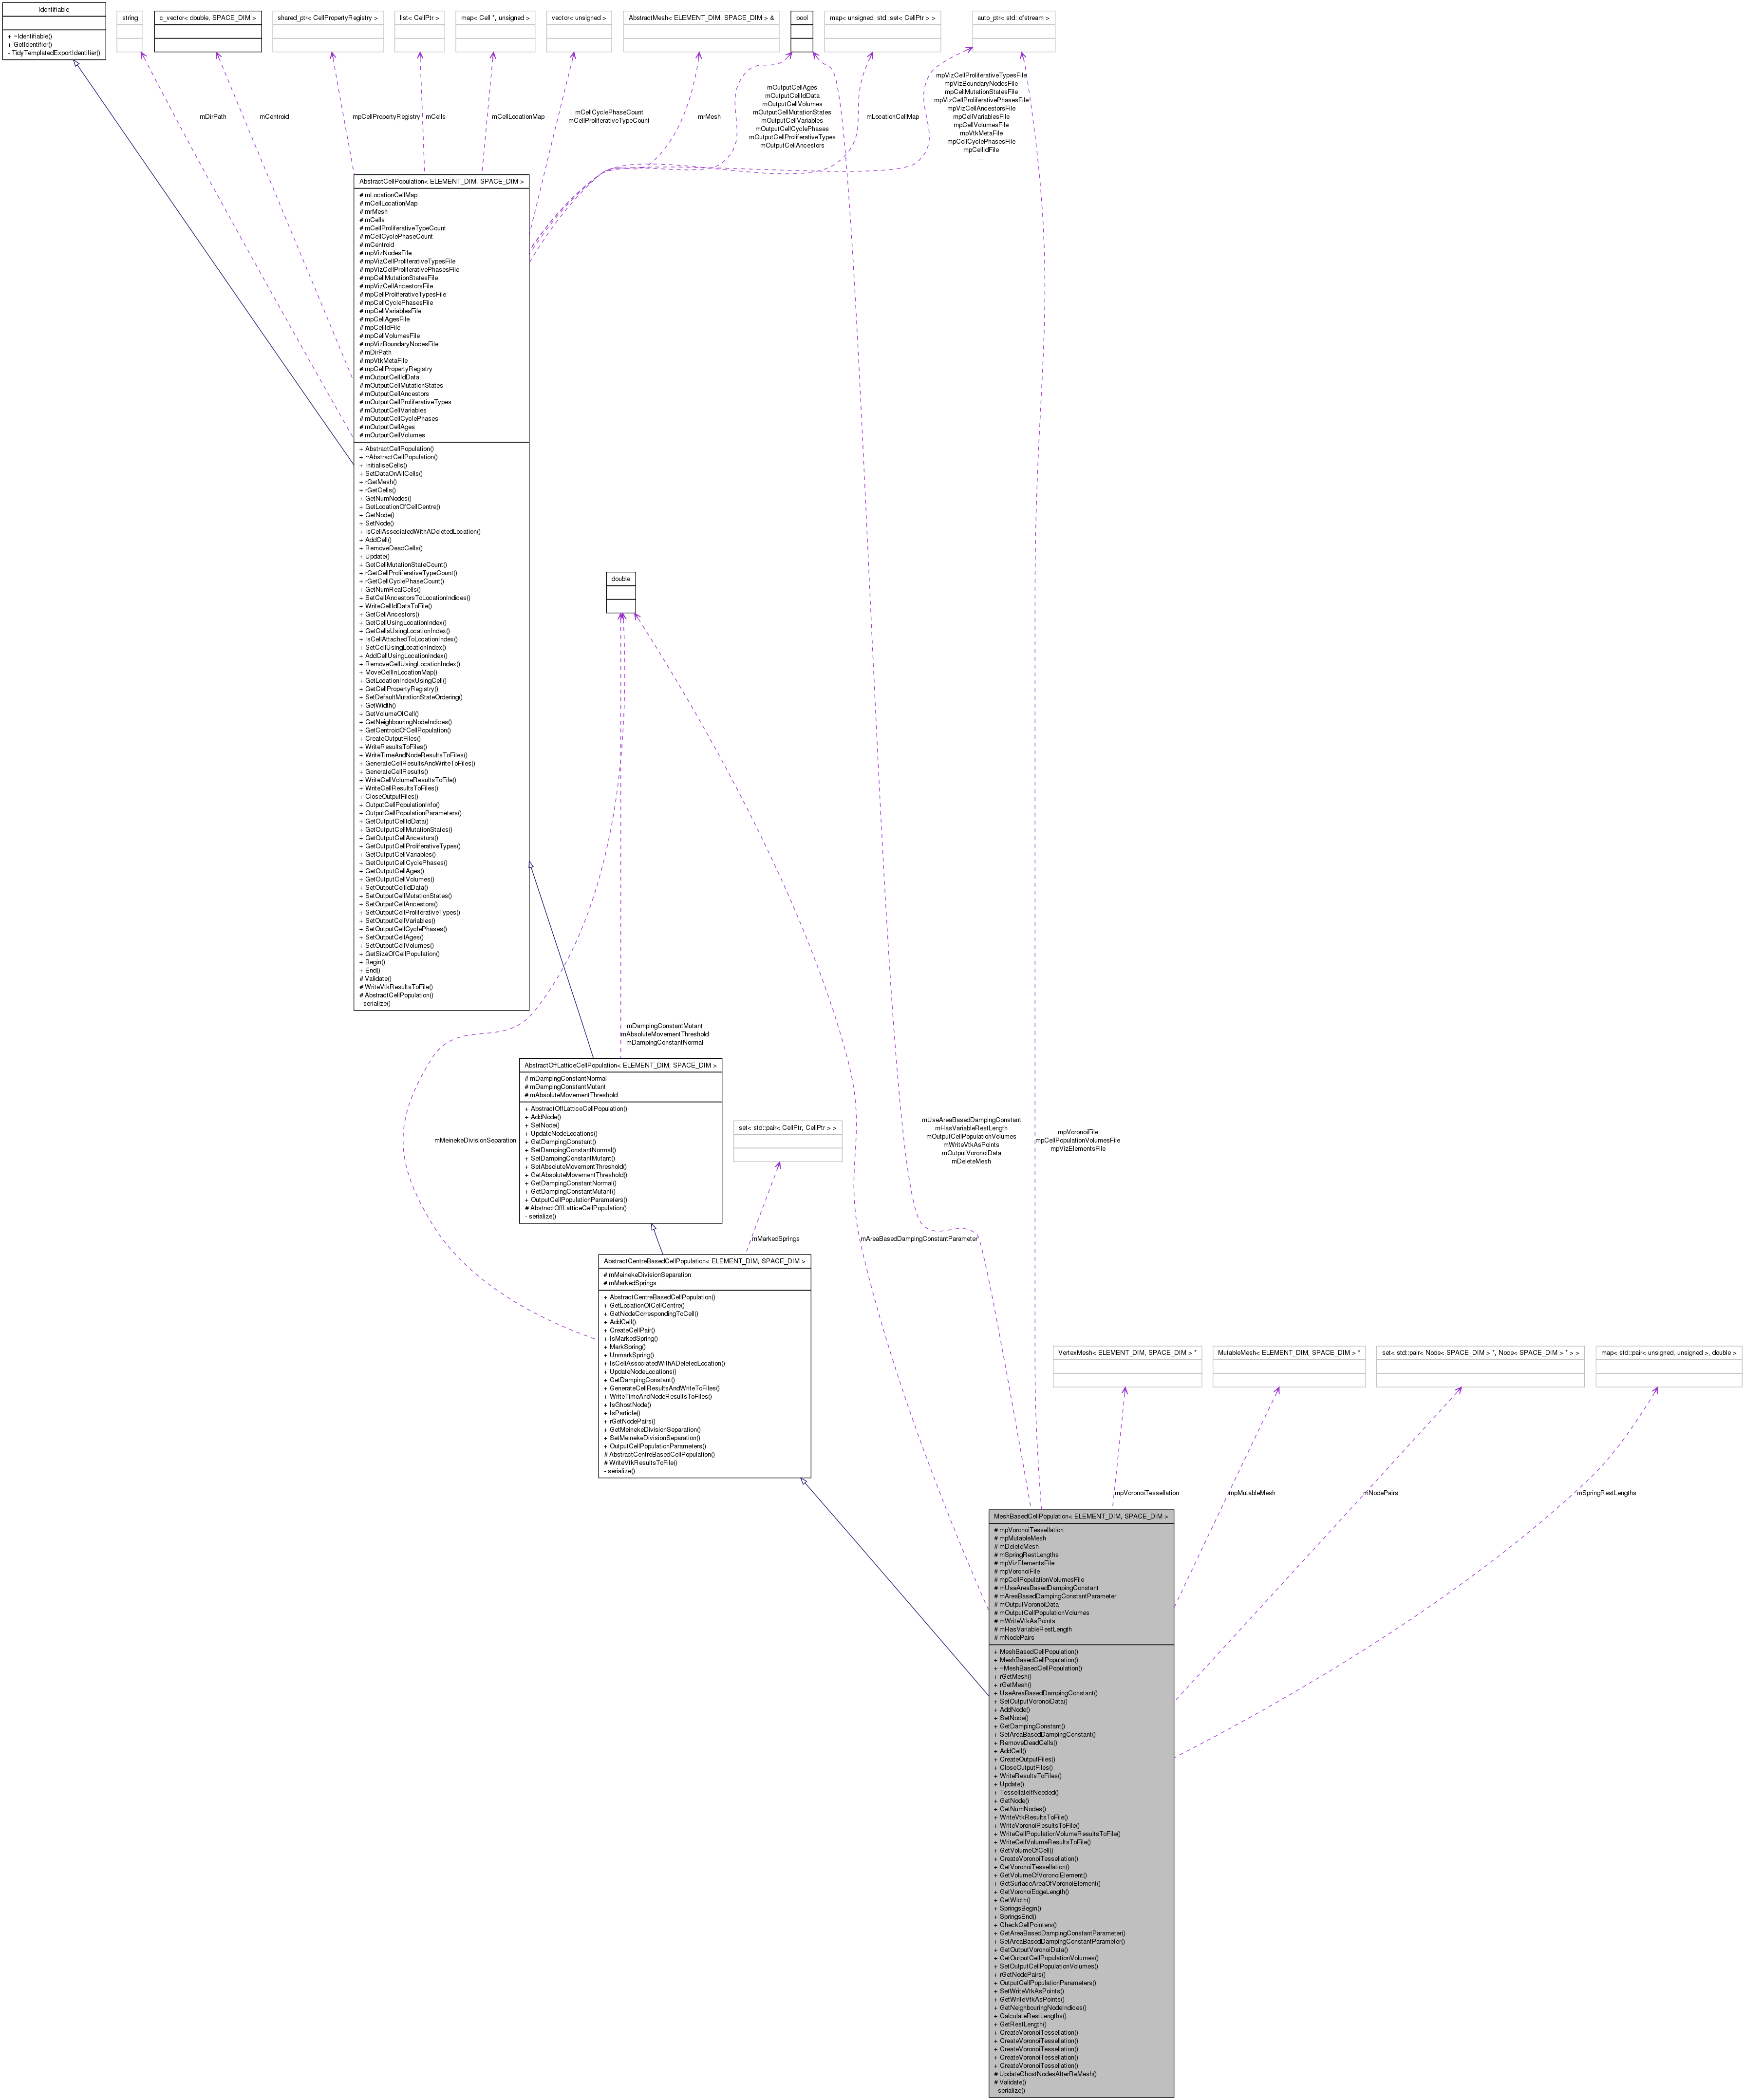 Identifiable
+ ~Identifiable()
+ GetIdentifier()
- TidyTemplatedExportIdentifier()
string
c_vector< double, SPACE_DIM >
shared_ptr< CellPropertyRegistry >
list< CellPtr >
map< Cell *, unsigned >
vector< unsigned >
AbstractMesh< ELEMENT_DIM, SPACE_DIM > &
bool
map< unsigned, std::set< CellPtr > >
auto_ptr< std::ofstream >
mDirPath
mCentroid
mpCellPropertyRegistry
mCells
mCellLocationMap
mCellCyclePhaseCount
mCellProliferativeTypeCount
mrMesh
mOutputCellAges
mOutputCellIdData
mOutputCellVolumes
mOutputCellMutationStates
mOutputCellVariables
mOutputCellCyclePhases
mOutputCellProliferativeTypes
mOutputCellAncestors
mLocationCellMap
mpVizCellProliferativeTypesFile
mpVizBoundaryNodesFile
mpCellMutationStatesFile
mpVizCellProliferativePhasesFile
mpVizCellAncestorsFile
mpCellVariablesFile
mpCellVolumesFile
mpVtkMetaFile
mpCellCyclePhasesFile
mpCellIdFile
...
AbstractCellPopulation< ELEMENT_DIM, SPACE_DIM >
# mLocationCellMap
# mCellLocationMap
# mrMesh
# mCells
# mCellProliferativeTypeCount
# mCellCyclePhaseCount
# mCentroid
# mpVizNodesFile
# mpVizCellProliferativeTypesFile
# mpVizCellProliferativePhasesFile
# mpCellMutationStatesFile
# mpVizCellAncestorsFile
# mpCellProliferativeTypesFile
# mpCellCyclePhasesFile
# mpCellVariablesFile
# mpCellAgesFile
# mpCellIdFile
# mpCellVolumesFile
# mpVizBoundaryNodesFile
# mDirPath
# mpVtkMetaFile
# mpCellPropertyRegistry
# mOutputCellIdData
# mOutputCellMutationStates
# mOutputCellAncestors
# mOutputCellProliferativeTypes
# mOutputCellVariables
# mOutputCellCyclePhases
# mOutputCellAges
# mOutputCellVolumes
+ AbstractCellPopulation()
+ ~AbstractCellPopulation()
+ InitialiseCells()
+ SetDataOnAllCells()
+ rGetMesh()
+ rGetCells()
+ GetNumNodes()
+ GetLocationOfCellCentre()
+ GetNode()
+ SetNode()
+ IsCellAssociatedWithADeletedLocation()
+ AddCell()
+ RemoveDeadCells()
+ Update()
+ GetCellMutationStateCount()
+ rGetCellProliferativeTypeCount()
+ rGetCellCyclePhaseCount()
+ GetNumRealCells()
+ SetCellAncestorsToLocationIndices()
+ WriteCellIdDataToFile()
+ GetCellAncestors()
+ GetCellUsingLocationIndex()
+ GetCellsUsingLocationIndex()
+ IsCellAttachedToLocationIndex()
+ SetCellUsingLocationIndex()
+ AddCellUsingLocationIndex()
+ RemoveCellUsingLocationIndex()
+ MoveCellInLocationMap()
+ GetLocationIndexUsingCell()
+ GetCellPropertyRegistry()
+ SetDefaultMutationStateOrdering()
+ GetWidth()
+ GetVolumeOfCell()
+ GetNeighbouringNodeIndices()
+ GetCentroidOfCellPopulation()
+ CreateOutputFiles()
+ WriteResultsToFiles()
+ WriteTimeAndNodeResultsToFiles()
+ GenerateCellResultsAndWriteToFiles()
+ GenerateCellResults()
+ WriteCellVolumeResultsToFile()
+ WriteCellResultsToFiles()
+ CloseOutputFiles()
+ OutputCellPopulationInfo()
+ OutputCellPopulationParameters()
+ GetOutputCellIdData()
+ GetOutputCellMutationStates()
+ GetOutputCellAncestors()
+ GetOutputCellProliferativeTypes()
+ GetOutputCellVariables()
+ GetOutputCellCyclePhases()
+ GetOutputCellAges()
+ GetOutputCellVolumes()
+ SetOutputCellIdData()
+ SetOutputCellMutationStates()
+ SetOutputCellAncestors()
+ SetOutputCellProliferativeTypes()
+ SetOutputCellVariables()
+ SetOutputCellCyclePhases()
+ SetOutputCellAges()
+ SetOutputCellVolumes()
+ GetSizeOfCellPopulation()
+ Begin()
+ End()
# Validate()
# WriteVtkResultsToFile()
# AbstractCellPopulation()
- serialize()
double
mDampingConstantMutant
mAbsoluteMovementThreshold
mDampingConstantNormal
AbstractOffLatticeCellPopulation< ELEMENT_DIM, SPACE_DIM >
# mDampingConstantNormal
# mDampingConstantMutant
# mAbsoluteMovementThreshold
+ AbstractOffLatticeCellPopulation()
+ AddNode()
+ SetNode()
+ UpdateNodeLocations()
+ GetDampingConstant()
+ SetDampingConstantNormal()
+ SetDampingConstantMutant()
+ SetAbsoluteMovementThreshold()
+ GetAbsoluteMovementThreshold()
+ GetDampingConstantNormal()
+ GetDampingConstantMutant()
+ OutputCellPopulationParameters()
# AbstractOffLatticeCellPopulation()
- serialize()
mMeinekeDivisionSeparation
set< std::pair< CellPtr, CellPtr > >
mMarkedSprings
mUseAreaBasedDampingConstant
mHasVariableRestLength
mOutputCellPopulationVolumes
mWriteVtkAsPoints
mOutputVoronoiData
mDeleteMesh
mpVoronoiFile
mpCellPopulationVolumesFile
mpVizElementsFile
mAreaBasedDampingConstantParameter
AbstractCentreBasedCellPopulation< ELEMENT_DIM, SPACE_DIM >
# mMeinekeDivisionSeparation
# mMarkedSprings
+ AbstractCentreBasedCellPopulation()
+ GetLocationOfCellCentre()
+ GetNodeCorrespondingToCell()
+ AddCell()
+ CreateCellPair()
+ IsMarkedSpring()
+ MarkSpring()
+ UnmarkSpring()
+ IsCellAssociatedWithADeletedLocation()
+ UpdateNodeLocations()
+ GetDampingConstant()
+ GenerateCellResultsAndWriteToFiles()
+ WriteTimeAndNodeResultsToFiles()
+ IsGhostNode()
+ IsParticle()
+ rGetNodePairs()
+ GetMeinekeDivisionSeparation()
+ SetMeinekeDivisionSeparation()
+ OutputCellPopulationParameters()
# AbstractCentreBasedCellPopulation()
# WriteVtkResultsToFile()
- serialize()
VertexMesh< ELEMENT_DIM, SPACE_DIM > *
MutableMesh< ELEMENT_DIM, SPACE_DIM > *
set< std::pair< Node< SPACE_DIM > *, Node< SPACE_DIM > * > >
map< std::pair< unsigned, unsigned >, double >
mpVoronoiTessellation
mpMutableMesh
mNodePairs
mSpringRestLengths
MeshBasedCellPopulation< ELEMENT_DIM, SPACE_DIM >
# mpVoronoiTessellation
# mpMutableMesh
# mDeleteMesh
# mSpringRestLengths
# mpVizElementsFile
# mpVoronoiFile
# mpCellPopulationVolumesFile
# mUseAreaBasedDampingConstant
# mAreaBasedDampingConstantParameter
# mOutputVoronoiData
# mOutputCellPopulationVolumes
# mWriteVtkAsPoints
# mHasVariableRestLength
# mNodePairs
+ MeshBasedCellPopulation()
+ MeshBasedCellPopulation()
+ ~MeshBasedCellPopulation()
+ rGetMesh()
+ rGetMesh()
+ UseAreaBasedDampingConstant()
+ SetOutputVoronoiData()
+ AddNode()
+ SetNode()
+ GetDampingConstant()
+ SetAreaBasedDampingConstant()
+ RemoveDeadCells()
+ AddCell()
+ CreateOutputFiles()
+ CloseOutputFiles()
+ WriteResultsToFiles()
+ Update()
+ TessellateIfNeeded()
+ GetNode()
+ GetNumNodes()
+ WriteVtkResultsToFile()
+ WriteVoronoiResultsToFile()
+ WriteCellPopulationVolumeResultsToFile()
+ WriteCellVolumeResultsToFile()
+ GetVolumeOfCell()
+ CreateVoronoiTessellation()
+ GetVoronoiTessellation()
+ GetVolumeOfVoronoiElement()
+ GetSurfaceAreaOfVoronoiElement()
+ GetVoronoiEdgeLength()
+ GetWidth()
+ SpringsBegin()
+ SpringsEnd()
+ CheckCellPointers()
+ GetAreaBasedDampingConstantParameter()
+ SetAreaBasedDampingConstantParameter()
+ GetOutputVoronoiData()
+ GetOutputCellPopulationVolumes()
+ SetOutputCellPopulationVolumes()
+ rGetNodePairs()
+ OutputCellPopulationParameters()
+ SetWriteVtkAsPoints()
+ GetWriteVtkAsPoints()
+ GetNeighbouringNodeIndices()
+ CalculateRestLengths()
+ GetRestLength()
+ CreateVoronoiTessellation()
+ CreateVoronoiTessellation()
+ CreateVoronoiTessellation()
+ CreateVoronoiTessellation()
+ CreateVoronoiTessellation()
# UpdateGhostNodesAfterReMesh()
# Validate()
- serialize()